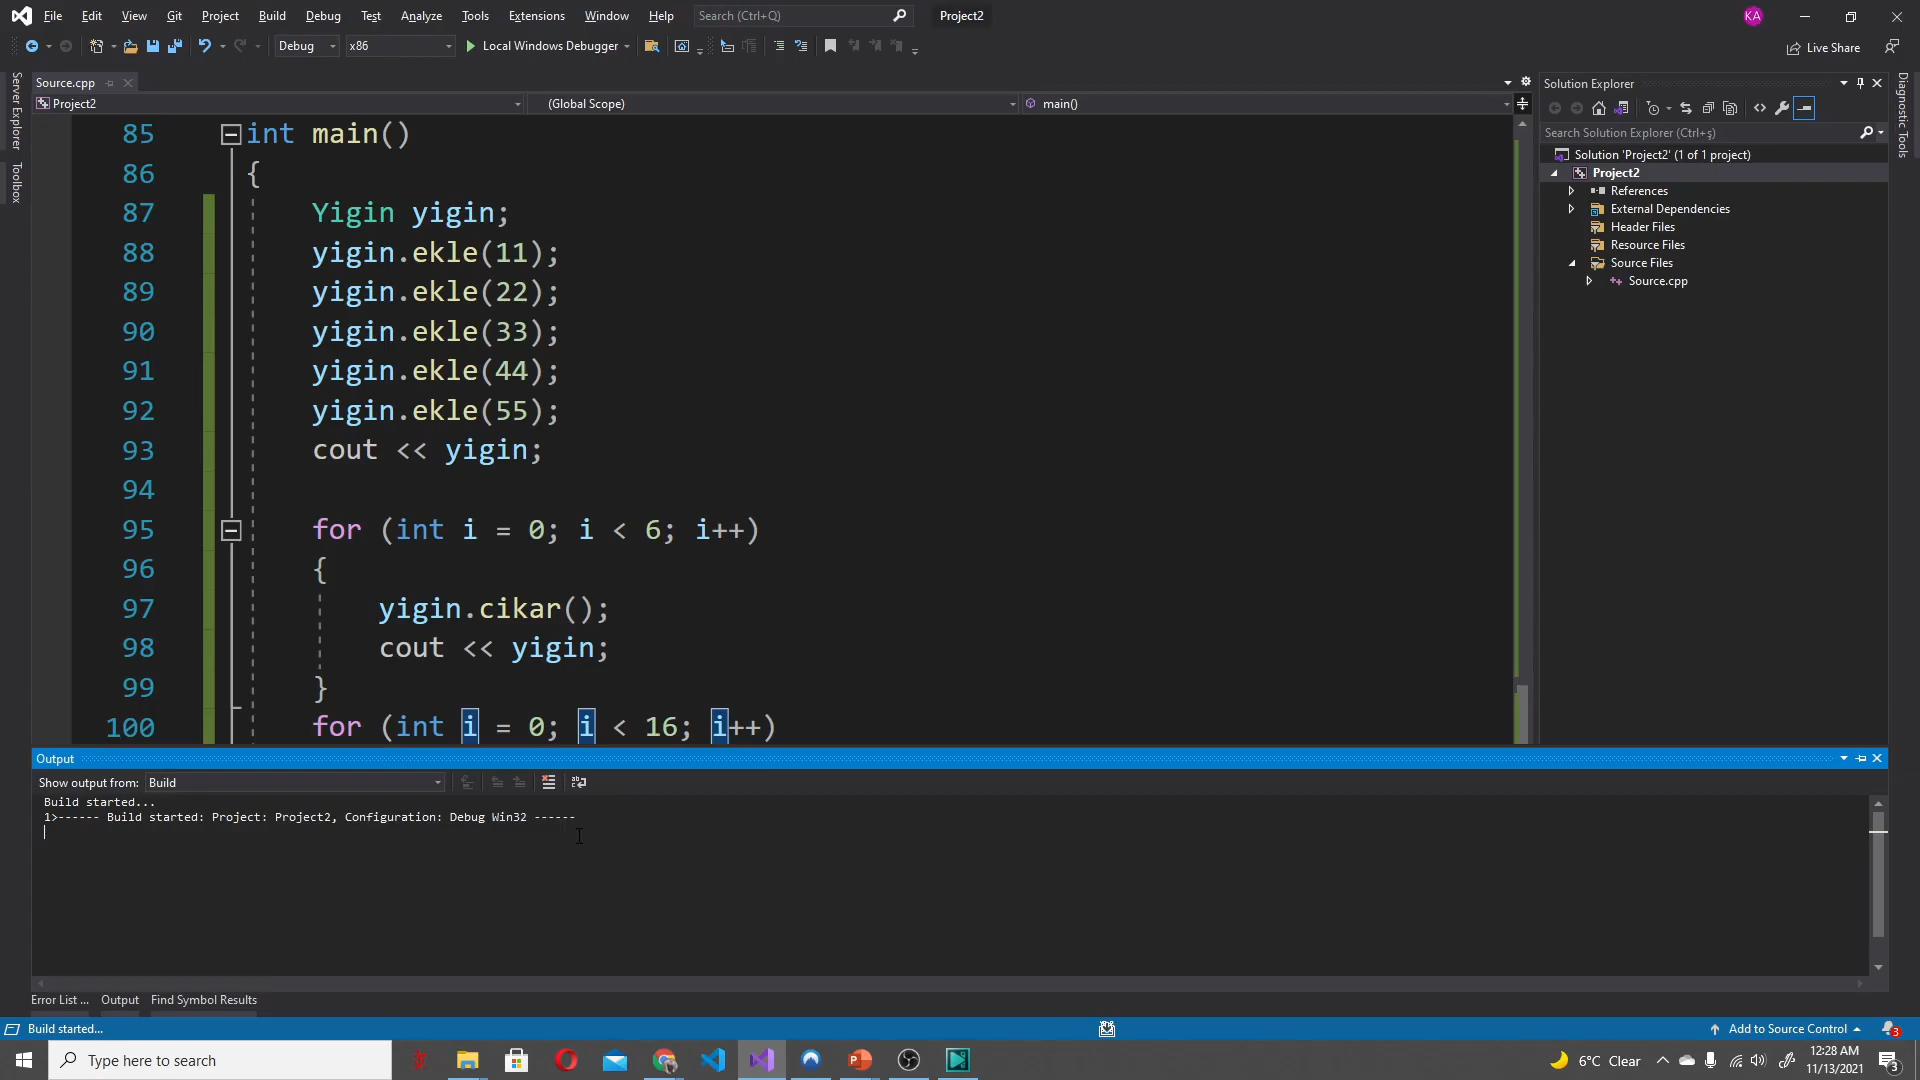 File Edit View Git Project Build Debug Test Analyze Tools Extensions Window Help Search (Ctrl+Q) Project2 KA
Debug x86 Local Windows Debugger Live Share
Server Explorer
Toolbox
Source.cpp
Project2 (Global Scope) main()
85 int main()
86 {
87 Yigin yigin;
88 yigin.ekle(11);
89 yigin.ekle(22);
90 yigin.ekle(33);
91 yigin.ekle(44);
92 yigin.ekle(55);
93 cout << yigin;
94
95 for (int i = 0; i < 6; i++)
96 {
97 yigin.cikar();
98 cout << yigin;
99 }
100 for (int i = 0; i < 16; i++)
Solution Explorer
Search Solution Explorer (Ctrl+ş)
Solution 'Project2' (1 of 1 project)
Project2
References
External Dependencies
Header Files
Resource Files
Source Files
Source.cpp
Diagnostic Tools
Output
Show output from: Build
Build started...
1>------ Build started: Project: Project2, Configuration: Debug Win32 ------
Error List ... Output Find Symbol Results
Build started... Add to Source Control 3
Type here to search 6°C Clear 12:28 AM
11/13/2021 3